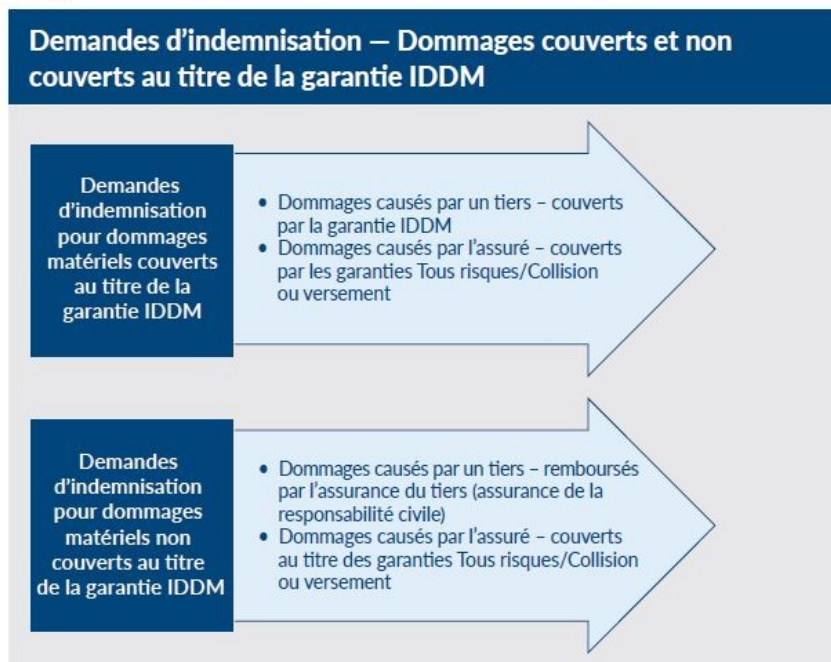 Demandes d’indemnisation — Dommages couverts et non
couverts au titre de la garantie IDDM
Demandes
d’indemnisation
pour dommages
matériels couverts
au titre de la
garantie IDDM
• Dommages causés par un tiers – couverts
par la garantie IDDM
• Dommages causés par l’assuré – couverts
par les garanties Tous risques/Collision
ou versement
Demandes
d’indemnisation
pour dommages
matériels non
couverts au titre
de la garantie IDDM
• Dommages causés par un tiers – remboursés
par l’assurance du tiers (assurance de la
responsabilité civile)
• Dommages causés par l’assuré – couverts
au titre des garanties Tous risques/Collision
ou versement